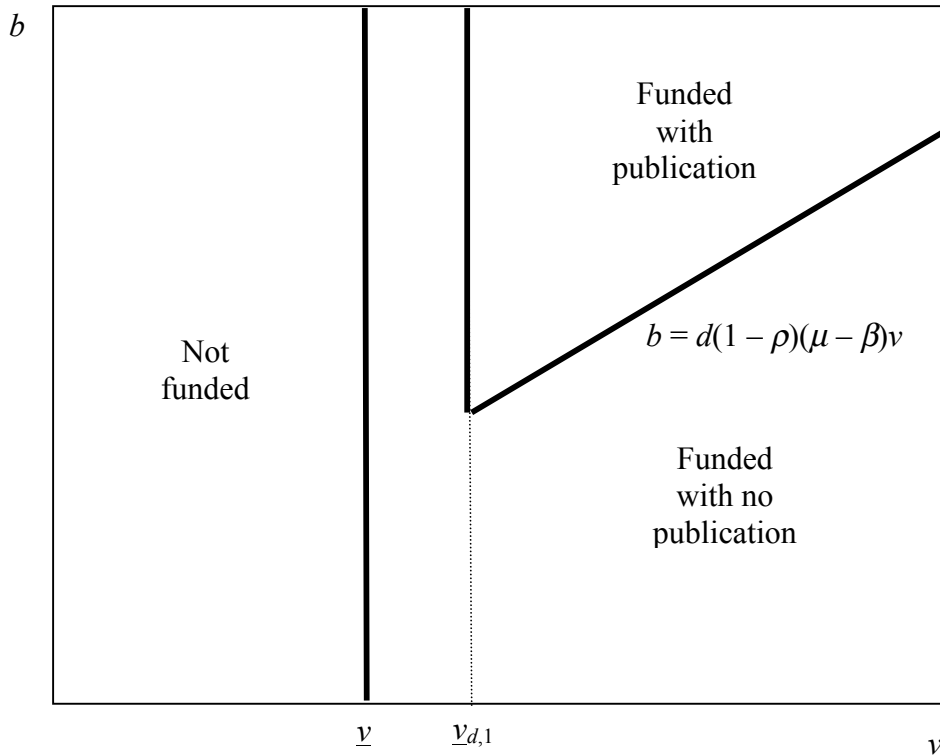 b
Funded
with
publication
b = d(1 – ρ)(μ – β)v
Not
funded
Funded
with no
publication
v
v_{d,1}
v